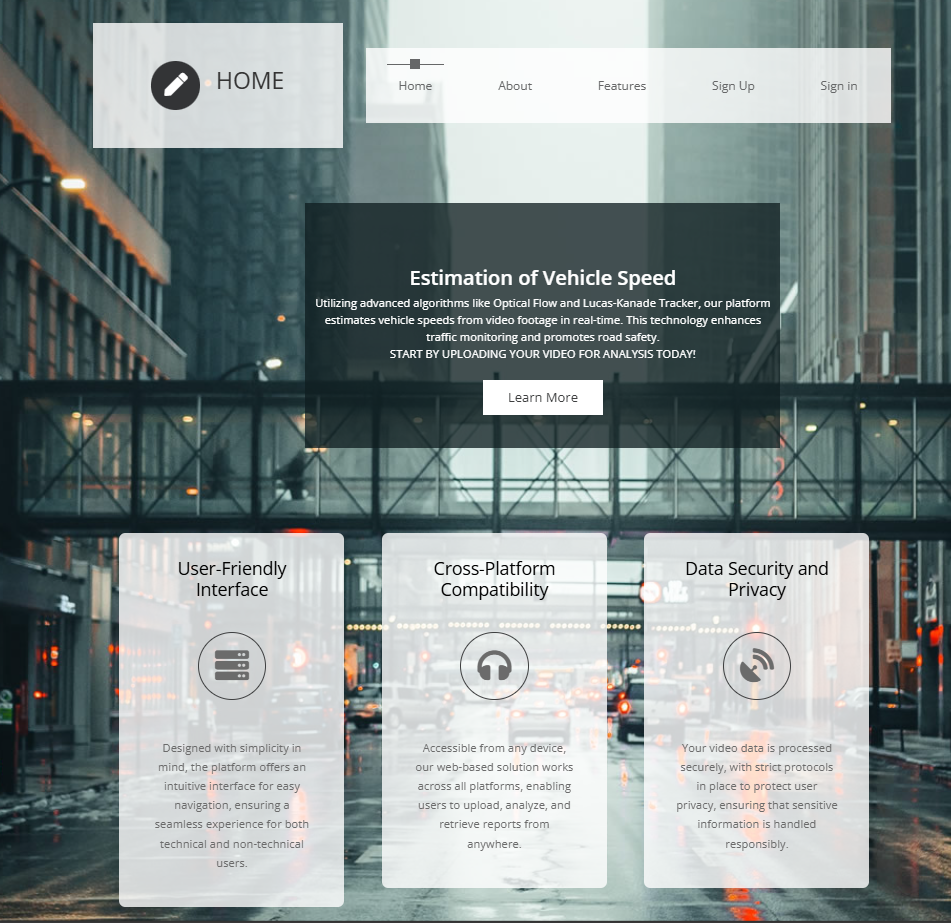 HOME
Home
About
Features
Sign Up
Sign in
Estimation of Vehicle Speed
Utilizing advanced algorithms like Optical Flow and Lucas-Kanade Tracker, our platform
estimates vehicle speeds from video footage in real-time. This technology enhances
traffic monitoring and promotes road safety.
START BY UPLOADING YOUR VIDEO FOR ANALYSIS TODAY!
Learn More
User-Friendly
Interface
Designed with simplicity in
mind, the platform offers an
intuitive interface for easy
navigation, ensuring a
seamless experience for both
technical and non-technical
users.
Cross-Platform
Compatibility
Accessible from any device,
our web-based solution works
across all platforms, enabling
users to upload, analyze, and
retrieve reports from
anywhere.
Data Security and
Privacy
Your video data is processed
securely, with strict protocols
in place to protect user
privacy, ensuring that sensitive
information is handled
responsibly.